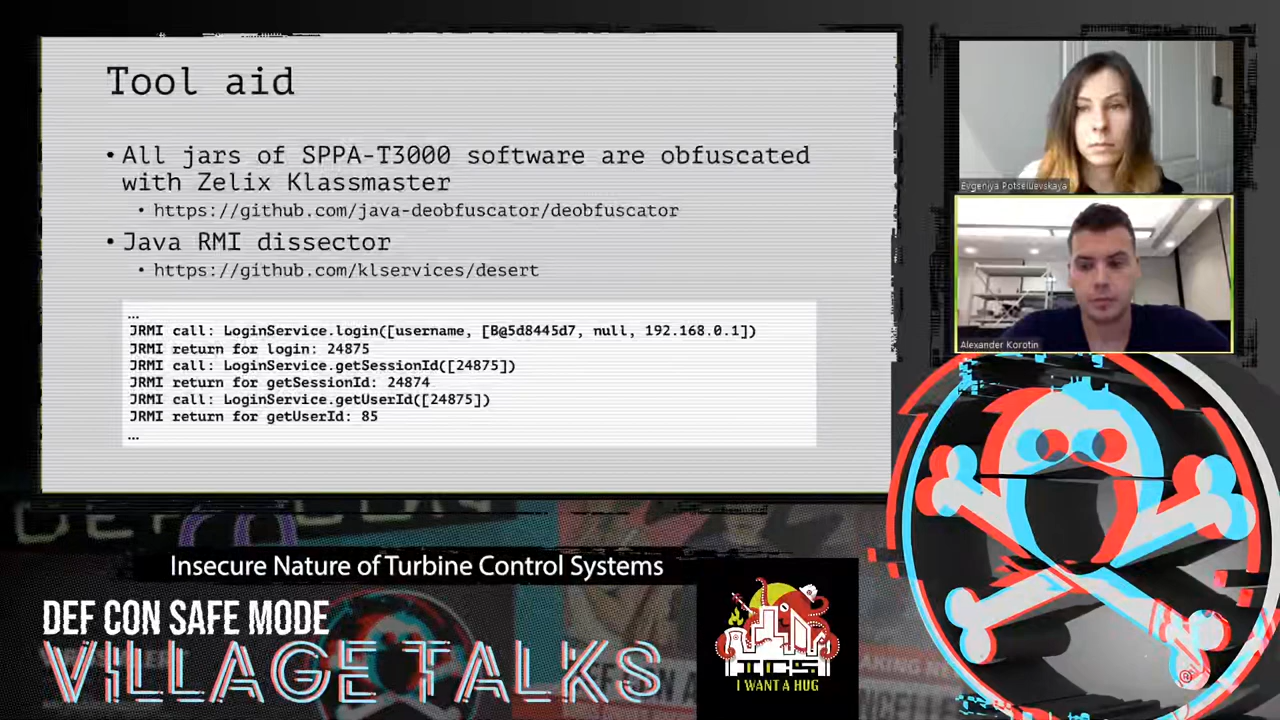 Tool aid
• All jars of SPPA-T3000 software are obfuscated
with Zelix Klassmaster
• https://github.com/java-deobfuscator/deobfuscator
• Java RMI dissector
• https://github.com/klservices/desert
…
JRMI call: LoginService.login([username, [B@5d8445d7, null, 192.168.0.1])
JRMI return for login: 24875
JRMI call: LoginService.getSessionId([24875])
JRMI return for getSessionId: 24874
JRMI call: LoginService.getUserId([24875])
JRMI return for getUserId: 85
…
Evgeniya Potseluevskaya
Alexander Korotin
Insecure Nature of Turbine Control Systems
DEF CON SAFE MODE
VILLAGE TALKS
ICS
I WANT A HUG
®